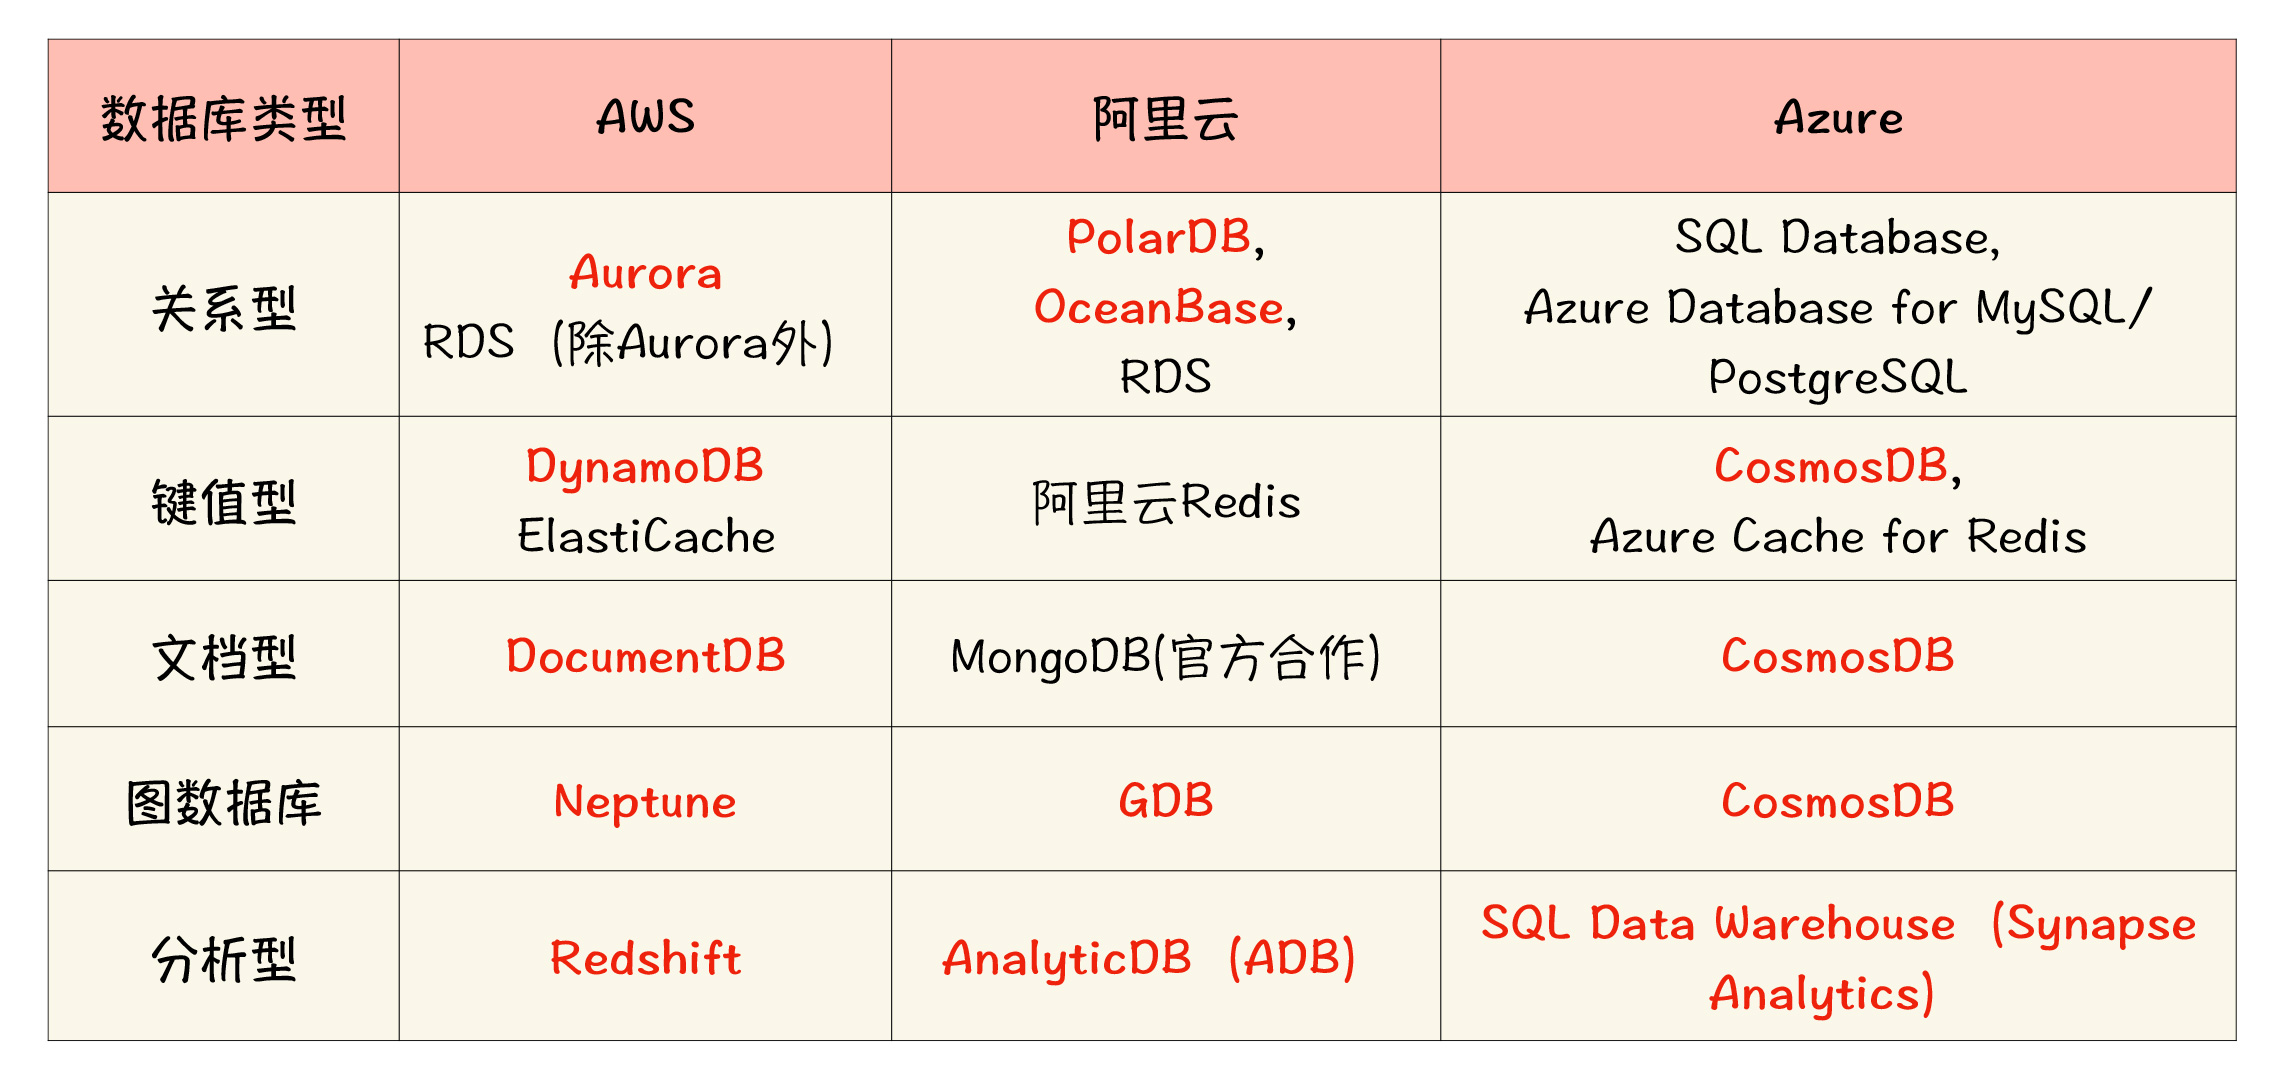 数据库类型
AWS
阿里云
Azure
关系型
Aurora
RDS (除Aurora外)
PolarDB,
OceanBase,
RDS
SQL Database,
Azure Database for MySQL/
PostgreSQL
键值型
DynamoDB
ElastiCache
阿里云Redis
CosmosDB,
Azure Cache for Redis
文档型
DocumentDB
MongoDB(官方合作)
CosmosDB
图数据库
Neptune
GDB
CosmosDB
分析型
Redshift
AnalyticDB (ADB)
SQL Data Warehouse (Synapse
Analytics)